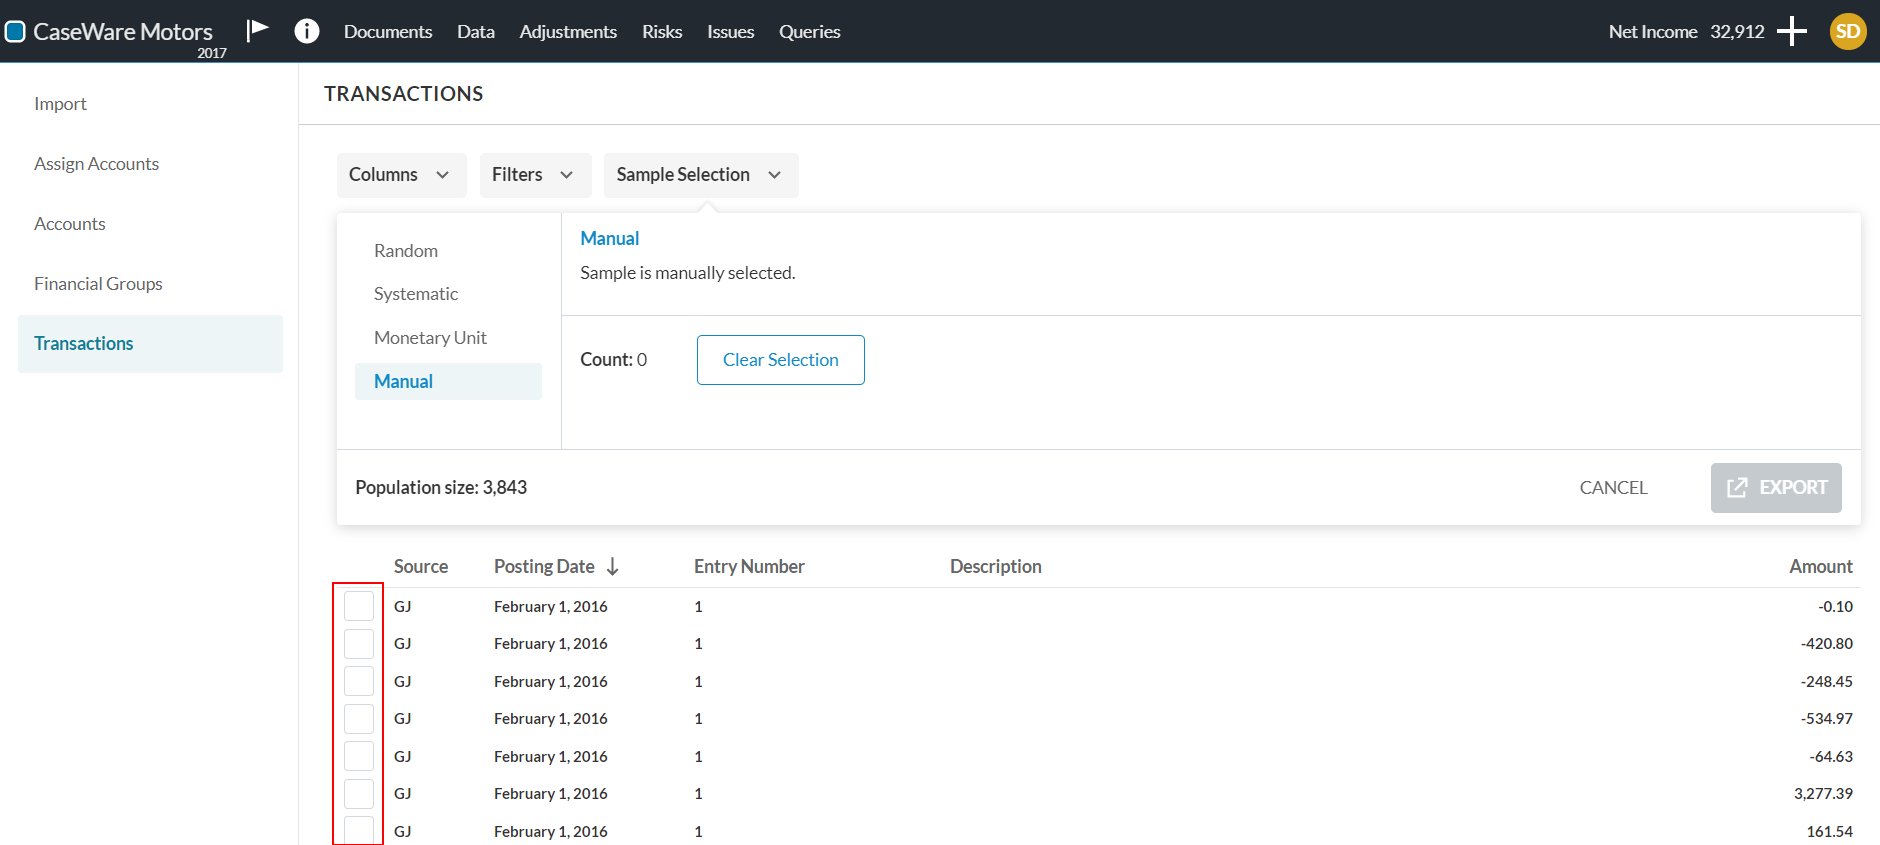 CaseWare Motors
2017
Documents Data Adjustments Risks Issues Queries
Net Income 32,912
SD
Import
Assign Accounts
Accounts
Financial Groups
Transactions
TRANSACTIONS
Columns Filters Sample Selection
Random
Systematic
Monetary Unit
Manual
Manual
Sample is manually selected.
Count: 0 Clear Selection
Population size: 3,843 CANCEL EXPORT
Source Posting Date Entry Number Description Amount
GJ February 1, 2016 1 -0.10
GJ February 1, 2016 1 -420.80
GJ February 1, 2016 1 -248.45
GJ February 1, 2016 1 -534.97
GJ February 1, 2016 1 -64.63
GJ February 1, 2016 1 3,277.39
GJ February 1, 2016 1 161.54